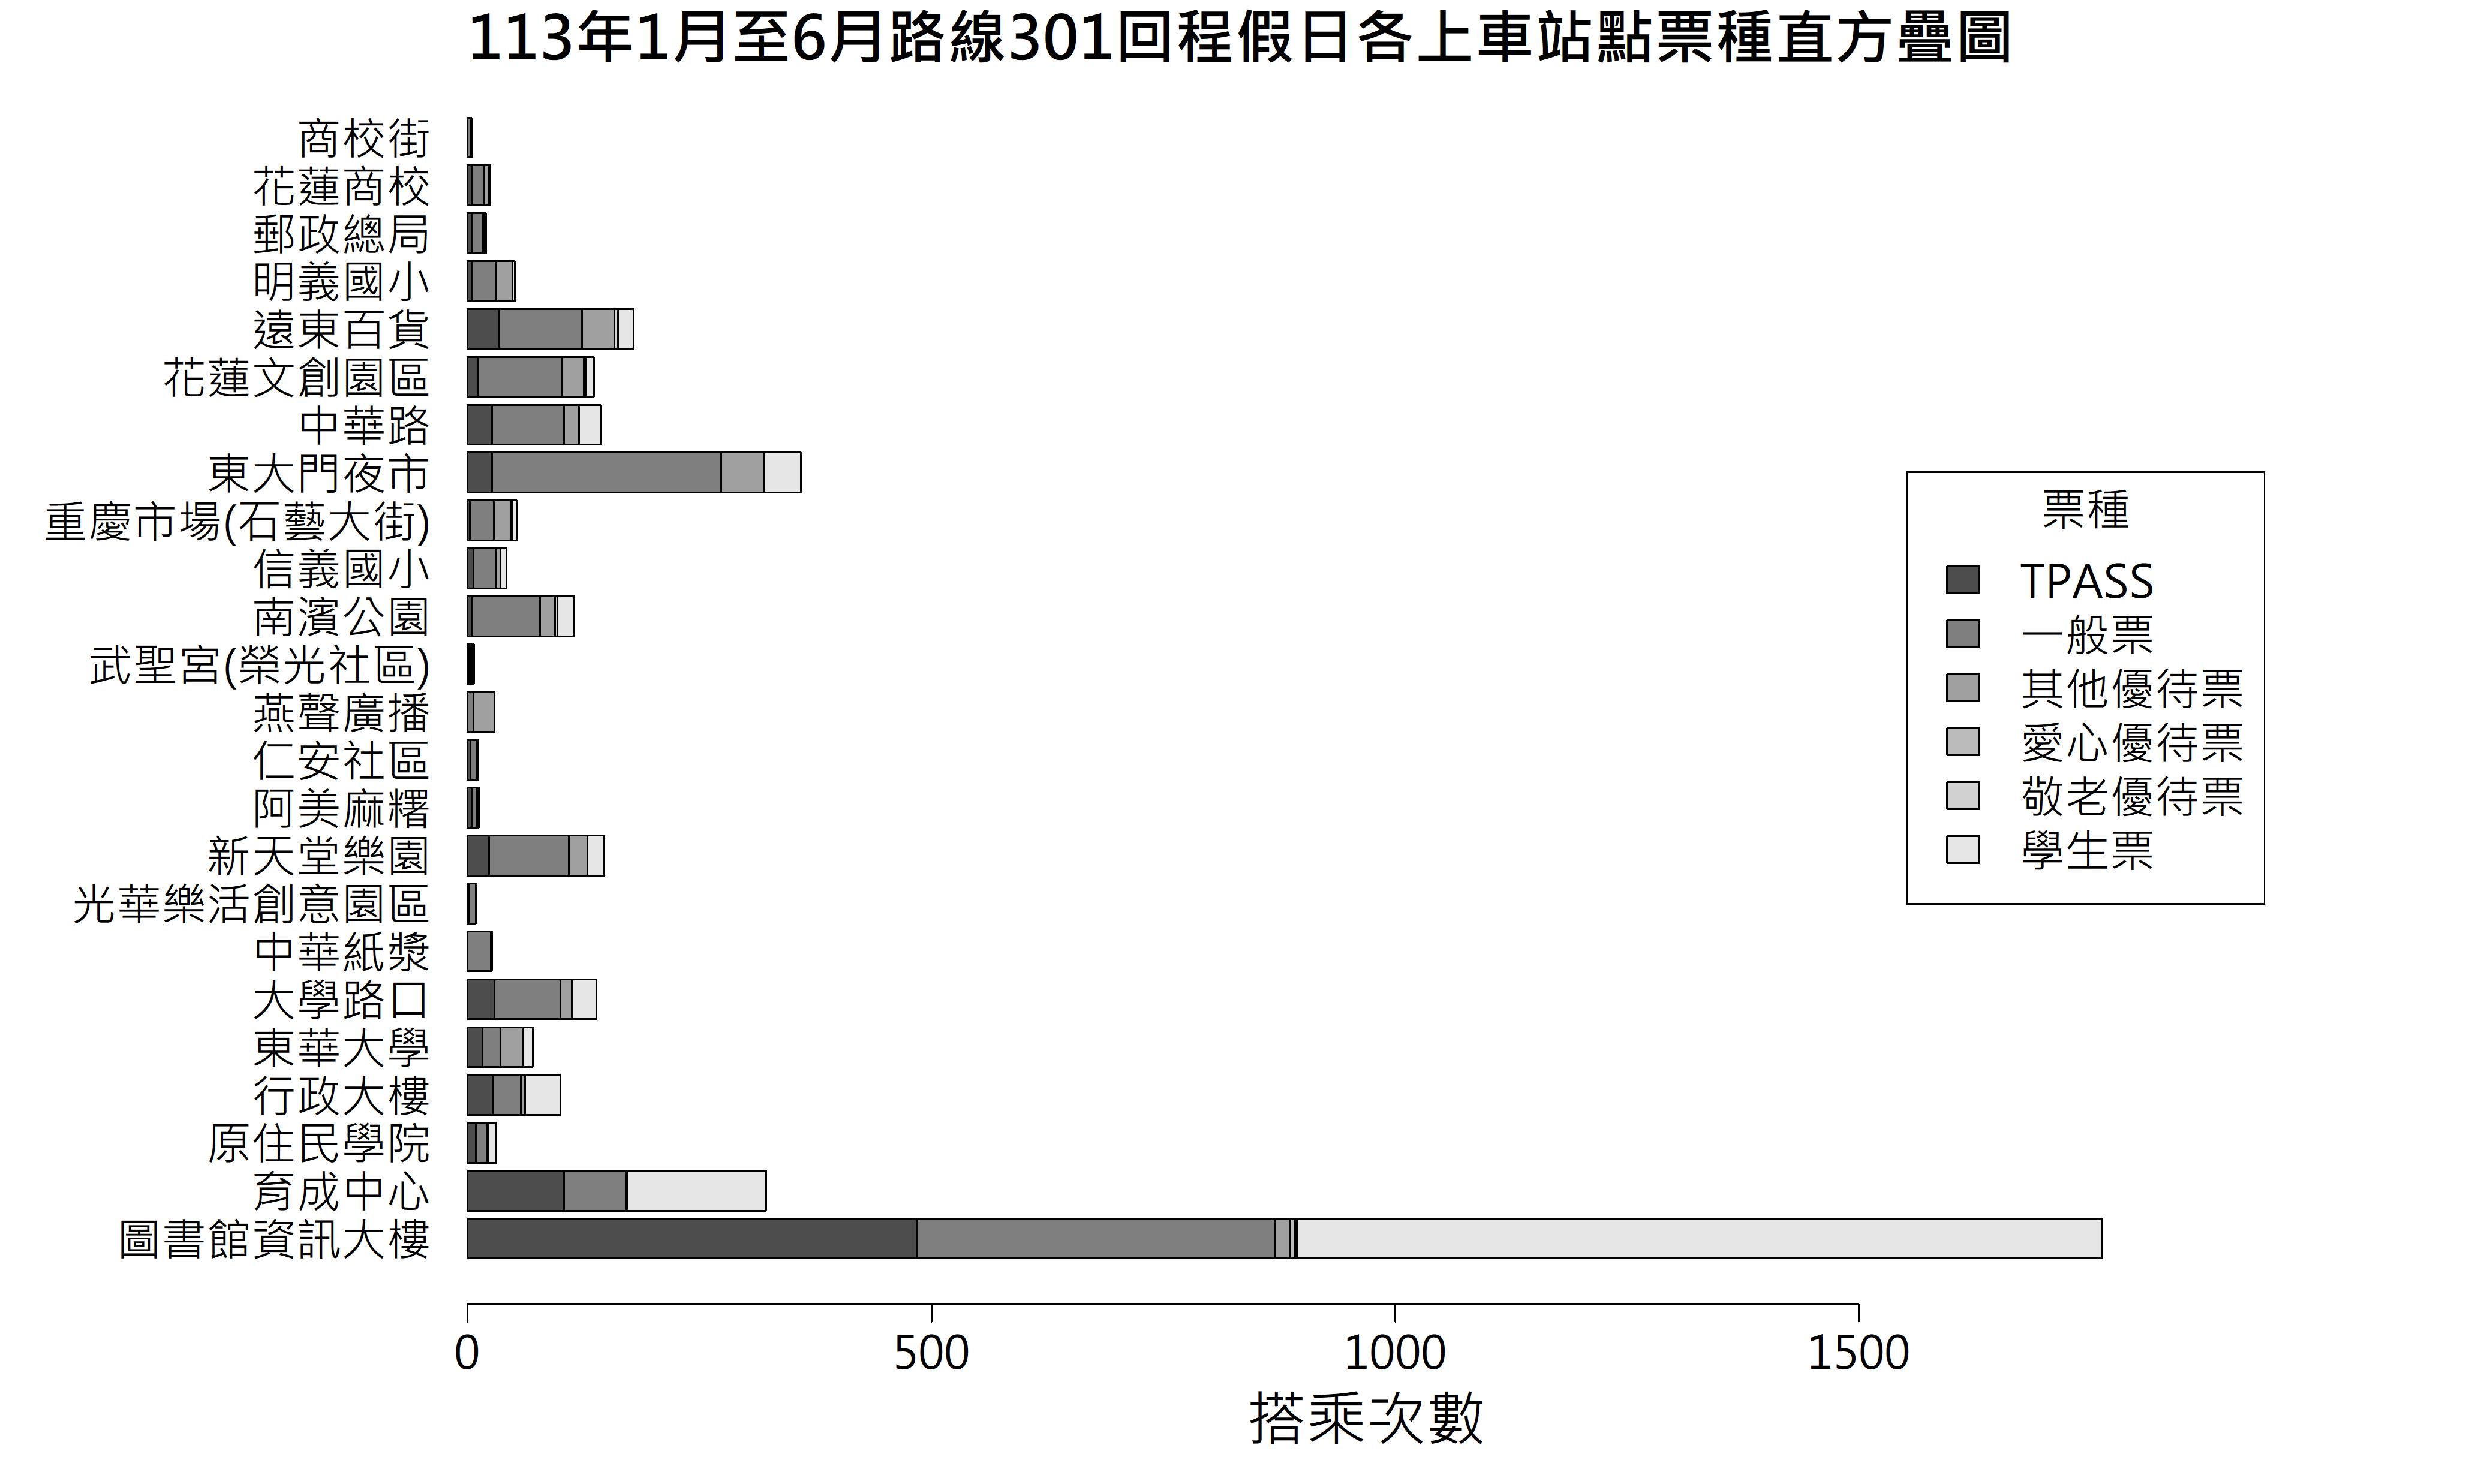 113年1月至6月路線301回程假日各上車站點票種直方疊圖
商校街
花蓮商校
郵政總局
明義國小
遠東百貨
花蓮文創園區
中華路
東大門夜市
重慶市場(石藝大街)
信義國小
南濱公園
武聖宮(榮光社區)
燕聲廣播
仁安社區
阿美麻糬
新天堂樂園
光華樂活創意園區
中華紙漿
大學路口
東華大學
行政大樓
原住民學院
育成中心
圖書館資訊大樓
票種
TPASS
一般票
其他優待票
愛心優待票
敬老優待票
學生票
0 500 1000 1500
搭乘次數